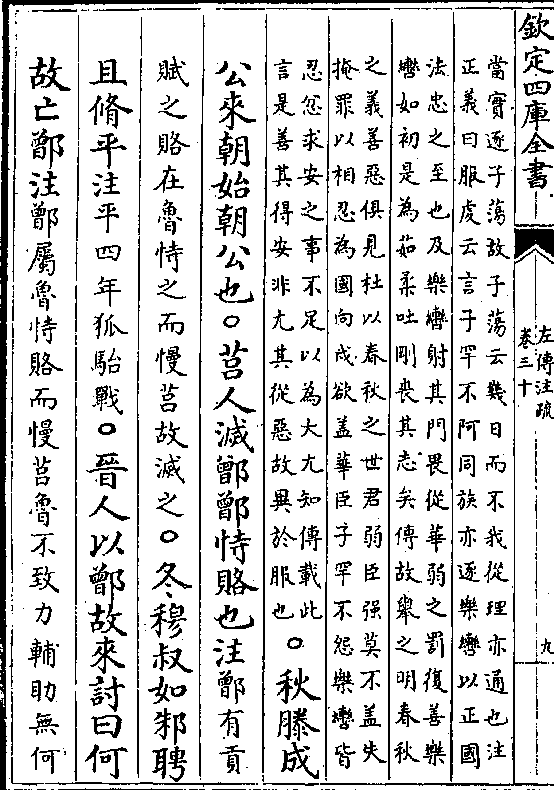 欽定四庫全書
左傳注疏
卷三十
九
當實逐子蕩故子蕩云幾日而不我從理亦通也注
正義曰服虔云言子罕不阿同族亦逐樂轡以正國
法忠之至也及樂轡射其門畏從華弱之罰復善樂
轡如初是為茹柔吐剛喪其志矣傳故舉之明春秋
之義善惡俱見杜以春秋之世君弱臣强莫不盖失
掩罪以相忍為國向戌欲盖華臣子罕不怨樂轡皆
忍忿求安之事不足以為大尤知傳載此
言是善其得安非尤其從惡故異於服也
○秋滕成
公來朝始朝公也○莒人滅鄫鄫恃賂也注鄫有貢
賦之賂在魯恃之而慢莒故滅之○冬穆叔如邾聘
且脩平注平四年狐駘戰○晉人以鄫故來討曰何
故亡鄫注鄫屬魯恃賂而慢莒魯不致力輔助無何